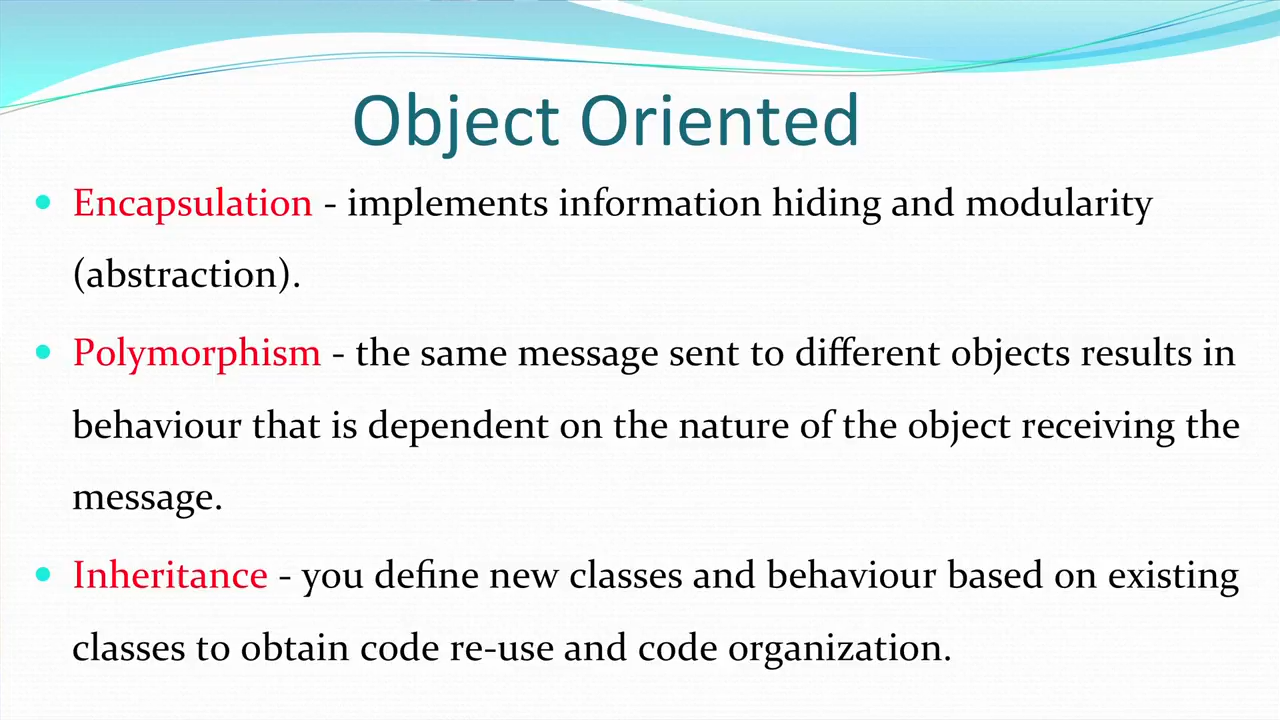 Object Oriented
• Encapsulation - implements information hiding and modularity
(abstraction).
• Polymorphism - the same message sent to different objects results in
behaviour that is dependent on the nature of the object receiving the
message.
• Inheritance - you define new classes and behaviour based on existing
classes to obtain code re-use and code organization.